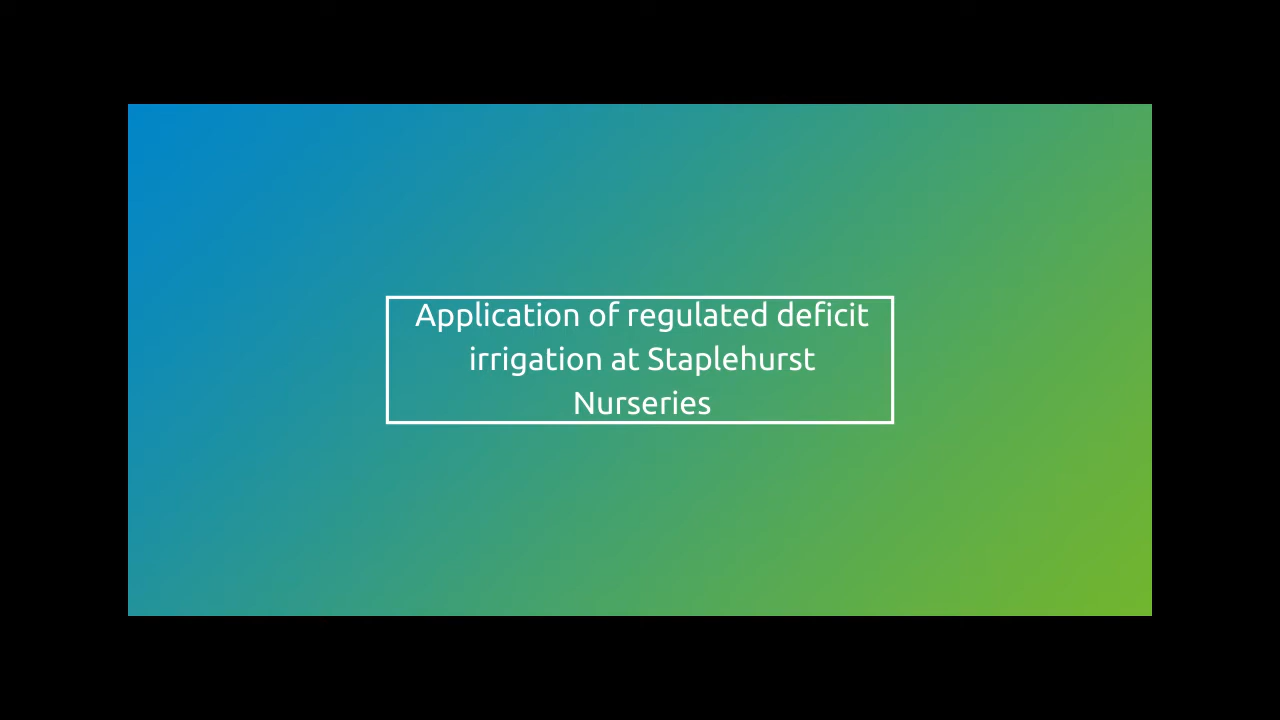 Application of regulated deficit
irrigation at Staplehurst
Nurseries